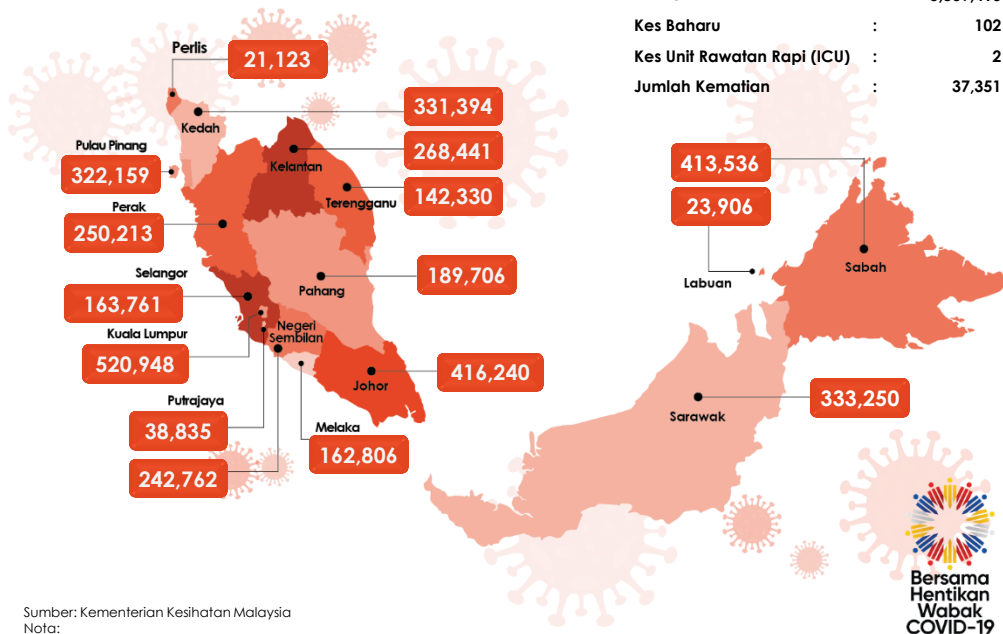 Kes Baharu : 102
Kes Unit Rawatan Rapi (ICU) : 2
Jumlah Kematian : 37,351
Perlis
21,123
Kedah
331,394
Kelantan
268,441
Pulau Pinang
322,159
Terengganu
142,330
Perak
250,213
Pahang
189,706
Selangor
163,761
Kuala Lumpur
520,948
Negeri
Sembilan
Johor
416,240
Putrajaya
38,835
Melaka
162,806
242,762
413,536
Sabah
23,906
Labuan
Sarawak
333,250
Bersama
Hentikan
Wabak
COVID-19
Sumber: Kementerian Kesihatan Malaysia
Nota: